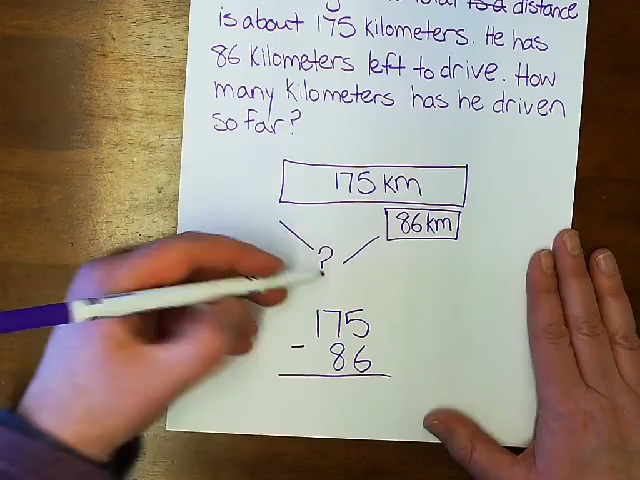 distance
is about 175 kilometers. He has
86 Kilometers left to drive. How
many kilometers has he driven
so far?
175 km
86 km
?
175
- 86